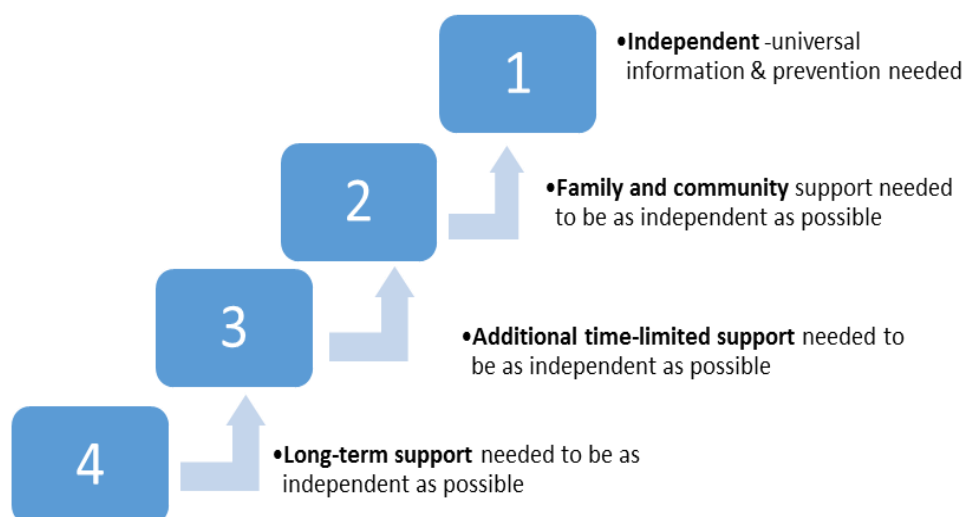 1
•Independent -universal
information & prevention needed
2
•Family and community support needed
to be as independent as possible
3
•Additional time-limited support needed to
be as independent as possible
4
•Long-term support needed to be as
independent as possible